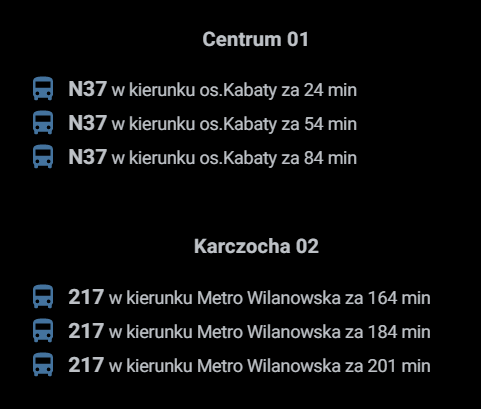 Centrum 01
N37 w kierunku os.Kabaty za 24 min
N37 w kierunku os.Kabaty za 54 min
N37 w kierunku os.Kabaty za 84 min
Karczocha 02
217 w kierunku Metro Wilanowska za 164 min
217 w kierunku Metro Wilanowska za 184 min
217 w kierunku Metro Wilanowska za 201 min